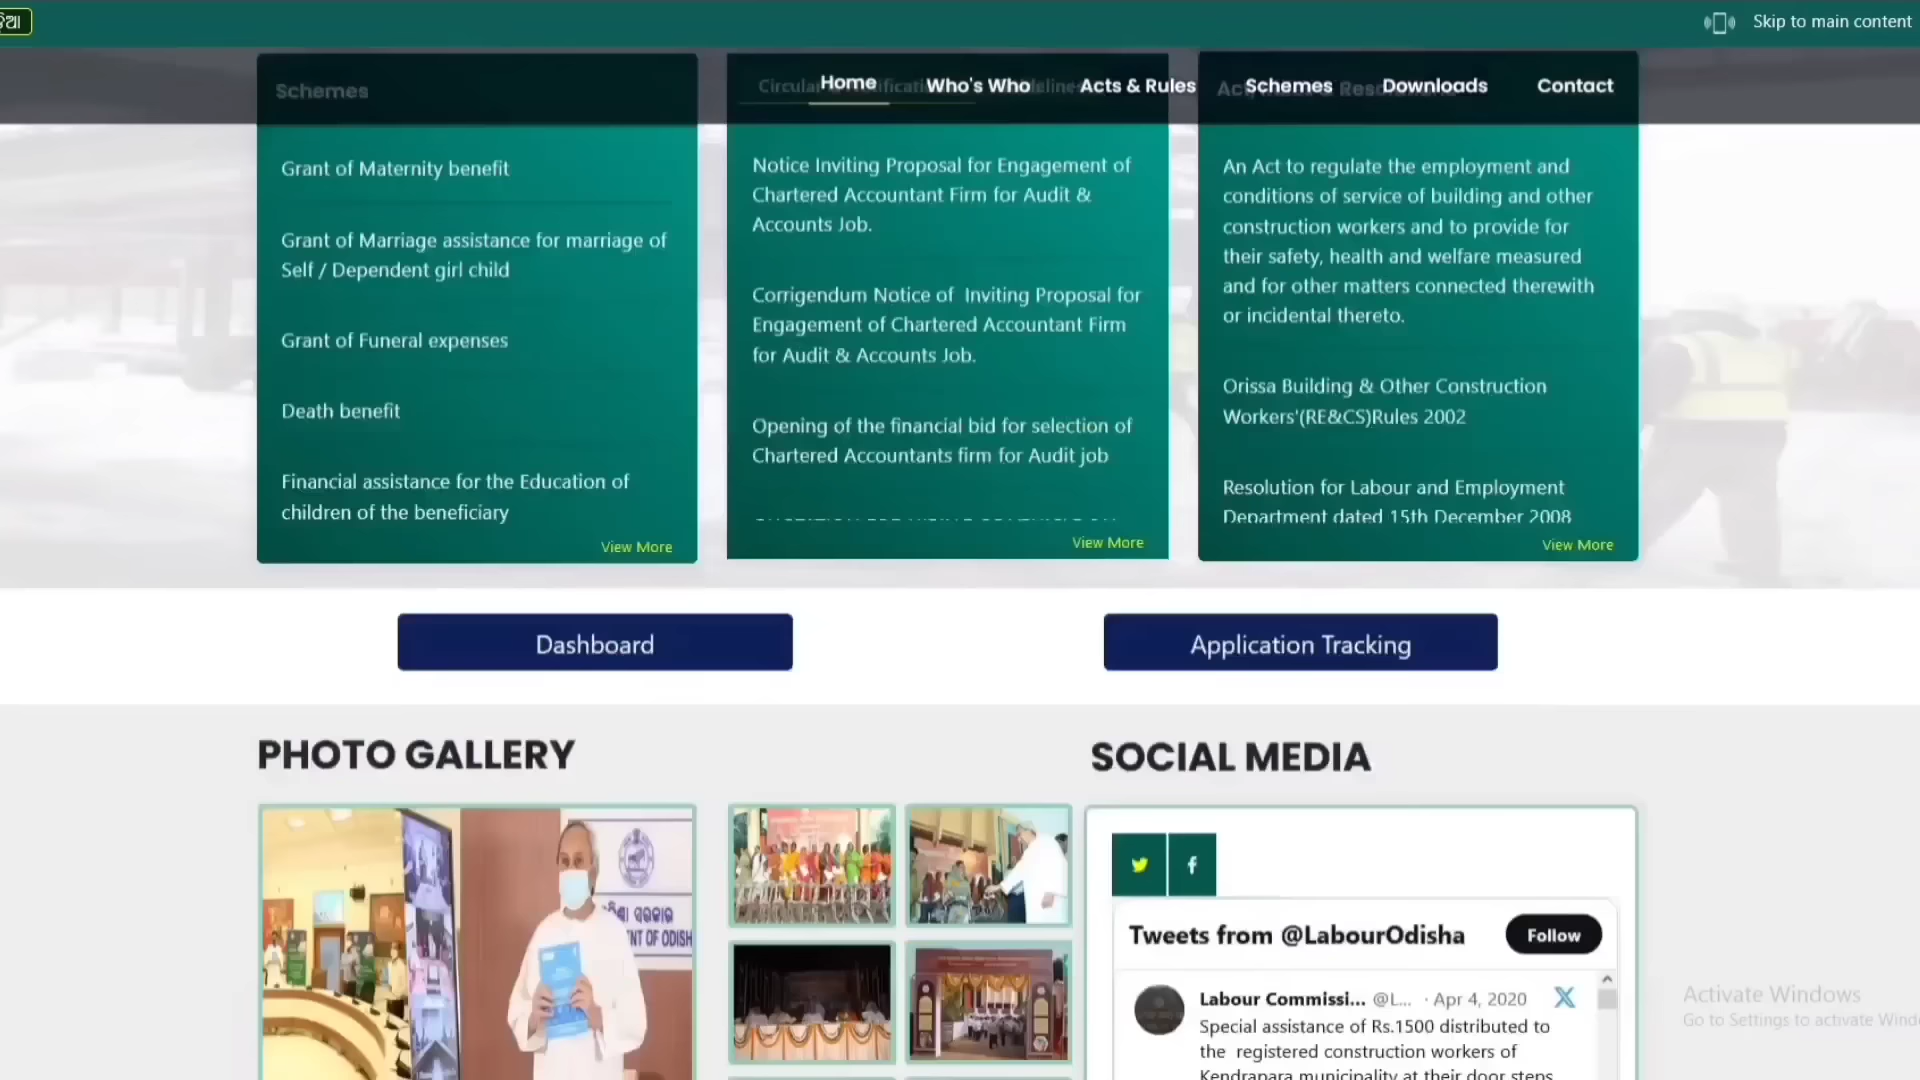 Skip to main content
Home
Who's Who
Acts & Rules
Schemes
Downloads
Contact
Schemes
Grant of Maternity benefit
Grant of Marriage assistance for marriage of
Self / Dependent girl child
Grant of Funeral expenses
Death benefit
Financial assistance for the Education of
children of the beneficiary
View More
Notice Inviting Proposal for Engagement of
Chartered Accountant Firm for Audit &
Accounts Job.
Corrigendum Notice of  Inviting Proposal for
Engagement of Chartered Accountant Firm
for Audit & Accounts Job.
Opening of the financial bid for selection of
Chartered Accountants firm for Audit job
View More
An Act to regulate the employment and
conditions of service of building and other
construction workers and to provide for
their safety, health and welfare measured
and for other matters connected therewith
or incidental thereto.
Orissa Building & Other Construction
Workers'(RE&CS)Rules 2002
Resolution for Labour and Employment
Department dated 15th December 2008
View More
Dashboard
Application Tracking
PHOTO GALLERY
SOCIAL MEDIA
Tweets from @LabourOdisha
Follow
Labour Commissi... @L... · Apr 4, 2020
Special assistance of Rs.1500 distributed to
the  registered construction workers of
Kendrapara municipality at their door steps
Activate Windows
Go to Settings to activate Wind